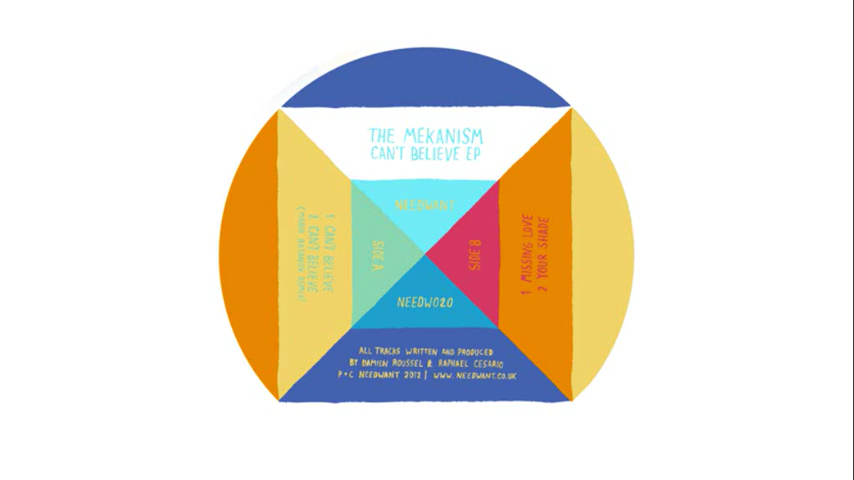 THE MEKANISM
CAN'T BELIEVE EP
NEEDWANT
SIDE A
1 CAN'T BELIEVE
2 CAN'T BELIEVE
SIDE B
1 MISSING LOVE
2 YOUR SHADE
NEEDW020
ALL TRACKS WRITTEN AND PRODUCED
BY DAMIEN ROUSSEL & RAPHAEL CESARIO
P + C NEEDWANT 2012 | WWW.NEEDWANT.CO.UK